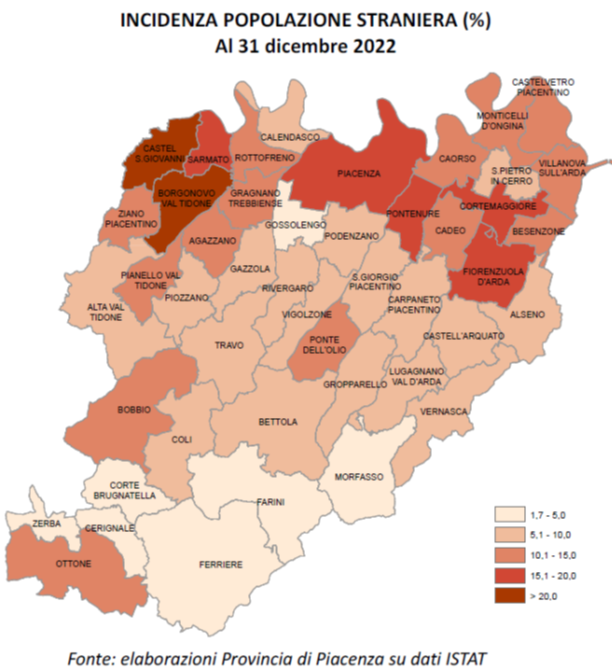 INCIDENZA POPOLAZIONE STRANIERA (%)
Al 31 dicembre 2022
CASTELVETRO
PIACENTINO
MONTICELLI
D'ONGINA
CALENDASCO
CASTEL
S.GIOVANNI
SARMATO
ROTTOFRENO
CAORSO
S.PIETRO
IN CERRO
VILLANOVA
SULL'ARDA
PIACENZA
BORGONOVO
VAL TIDONE
GRAGNANO
TREBBIENSE
CORTEMAGGIORE
ZIANO
PIACENTINO
PONTENURE
GOSSOLENGO
CADEO
BESENZONE
AGAZZANO
PODENZANO
GAZZOLA
PIANELLO VAL
TIDONE
FIORENZUOLA
D'ARDA
S.GIORGIO
PIACENTINO
RIVERGARO
PIOZZANO
CARPANETO
PIACENTINO
ALTA VAL
TIDONE
VIGOLZONE
ALSENO
CASTELL'ARQUATO
TRAVO
PONTE
DELL'OLIO
LUGAGNANO
VAL D'ARDA
GROPPARELLO
BOBBIO
VERNASCA
BETTOLA
COLI
MORFASSO
CORTE
BRUGNATELLA
FARINI
ZERBA
CERIGNALE
OTTONE
FERRIERE
1,7 - 5,0
5,1 - 10,0
10,1 - 15,0
15,1 - 20,0
> 20,0
Fonte: elaborazioni Provincia di Piacenza su dati ISTAT